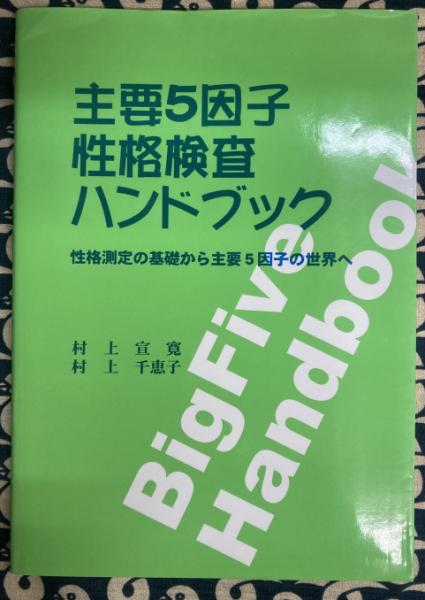 主要5因子
性格検査
ハンドブック
性格測定の基礎から主要5因子の世界へ
村上宣寛
村上千恵子
BigFive
Handbook